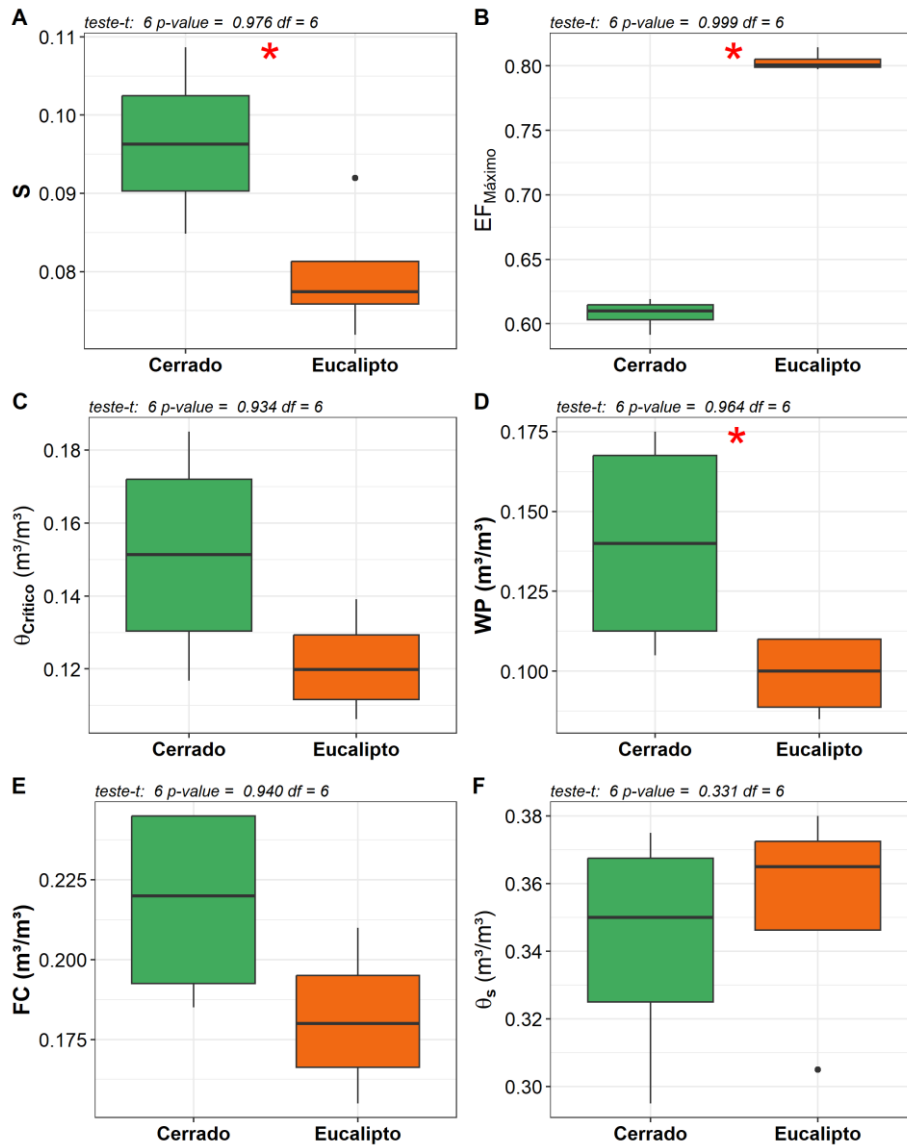 A
teste-t: 6 p-value = 0.976 df = 6
*
0.11
0.10
0.09
0.08
S
Cerrado Eucalipto
B
teste-t: 6 p-value = 0.999 df = 6
*
0.80
0.75
0.70
0.65
0.60
EFMáximo
Cerrado Eucalipto
C
teste-t: 6 p-value = 0.934 df = 6
0.18
0.16
0.14
0.12
θCrítico (m³/m³)
Cerrado Eucalipto
D
teste-t: 6 p-value = 0.964 df = 6
*
0.175
0.150
0.125
0.100
WP (m³/m³)
Cerrado Eucalipto
E
teste-t: 6 p-value = 0.940 df = 6
0.225
0.200
0.175
FC (m³/m³)
Cerrado Eucalipto
F
teste-t: 6 p-value = 0.331 df = 6
0.38
0.36
0.34
0.32
0.30
θs (m³/m³)
Cerrado Eucalipto